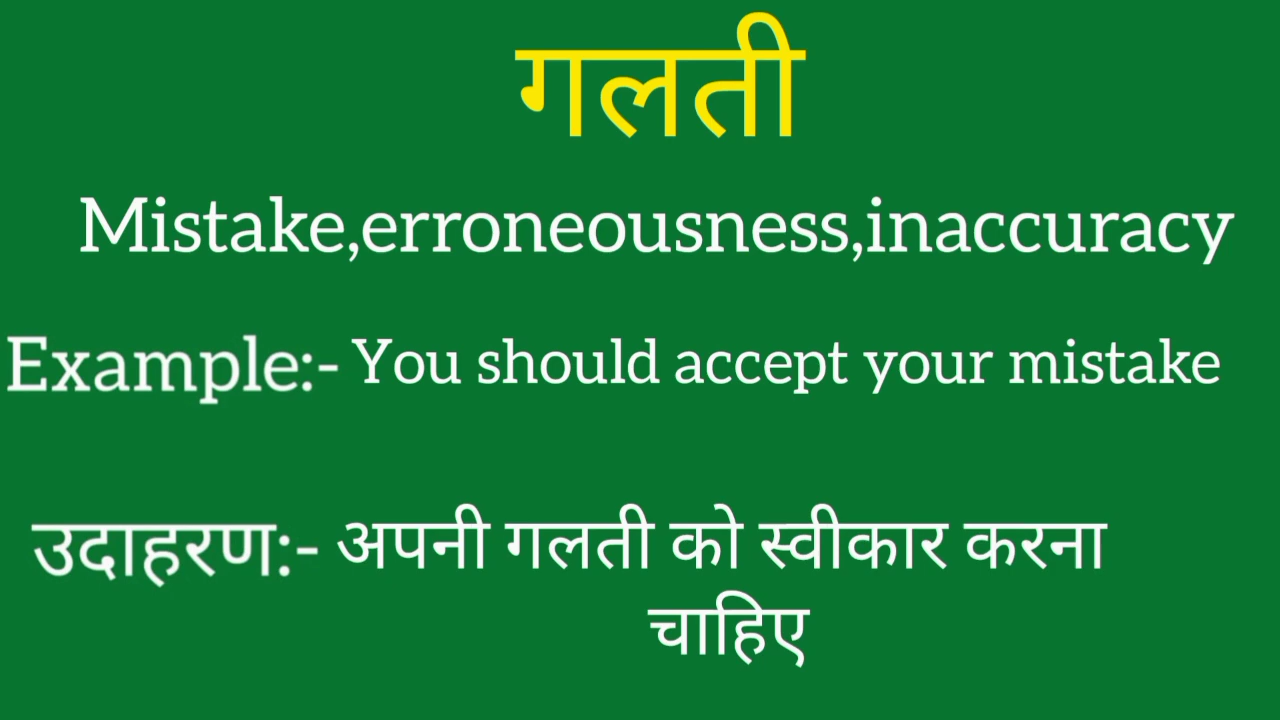 गलती
Mistake,erroneousness,inaccuracy
Example:- You should accept your mistake
उदाहरण:- अपनी गलती को स्वीकार करना
चाहिए